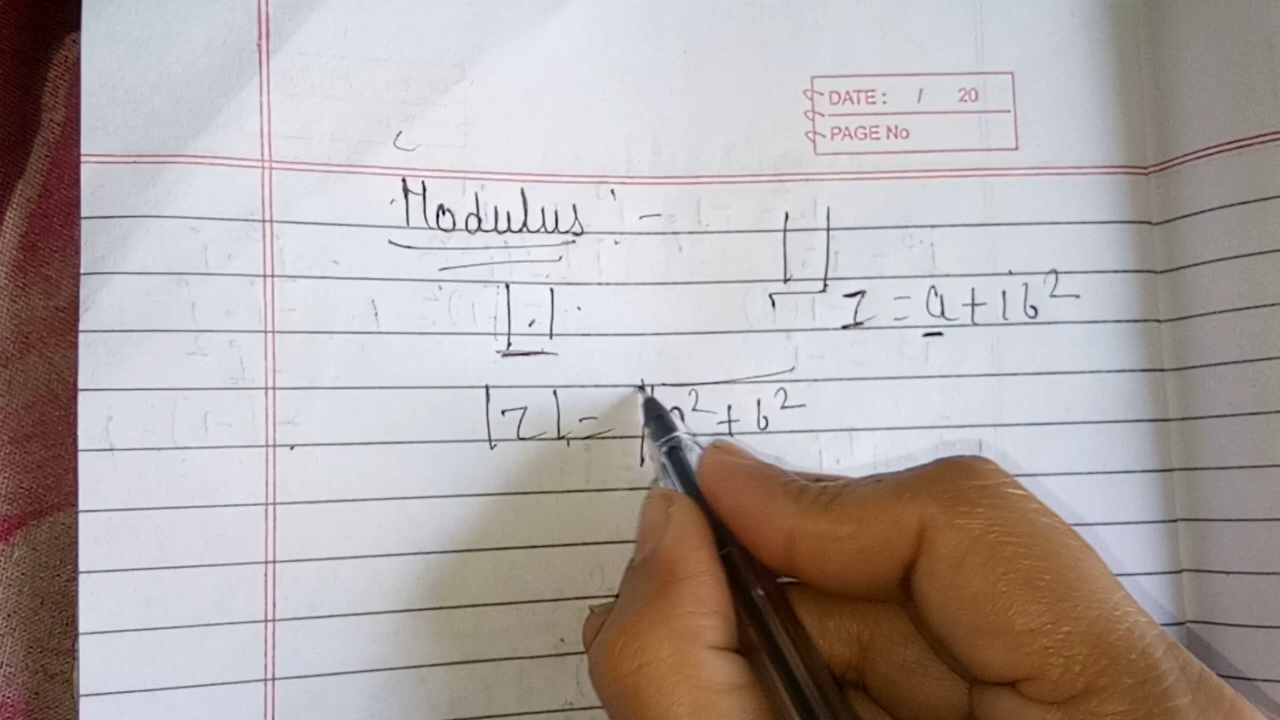 DATE: / 20
PAGE No
Modulus :-
|.|
z = a+ib²
|z| = √a²+b²